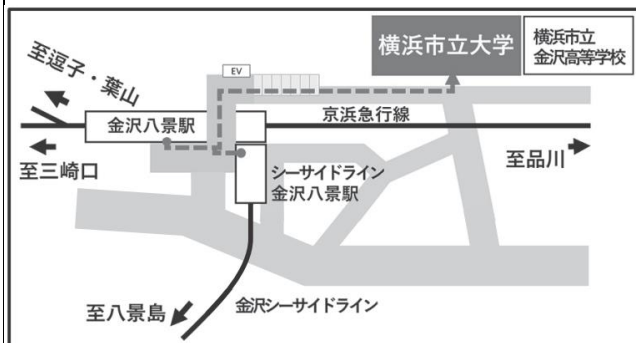 横浜市立大学
横浜市立
金沢高等学校
至逗子・葉山
EV
金沢八景駅
京浜急行線
至三崎口
至品川
シーサイドライン
金沢八景駅
至八景島
金沢シーサイドライン